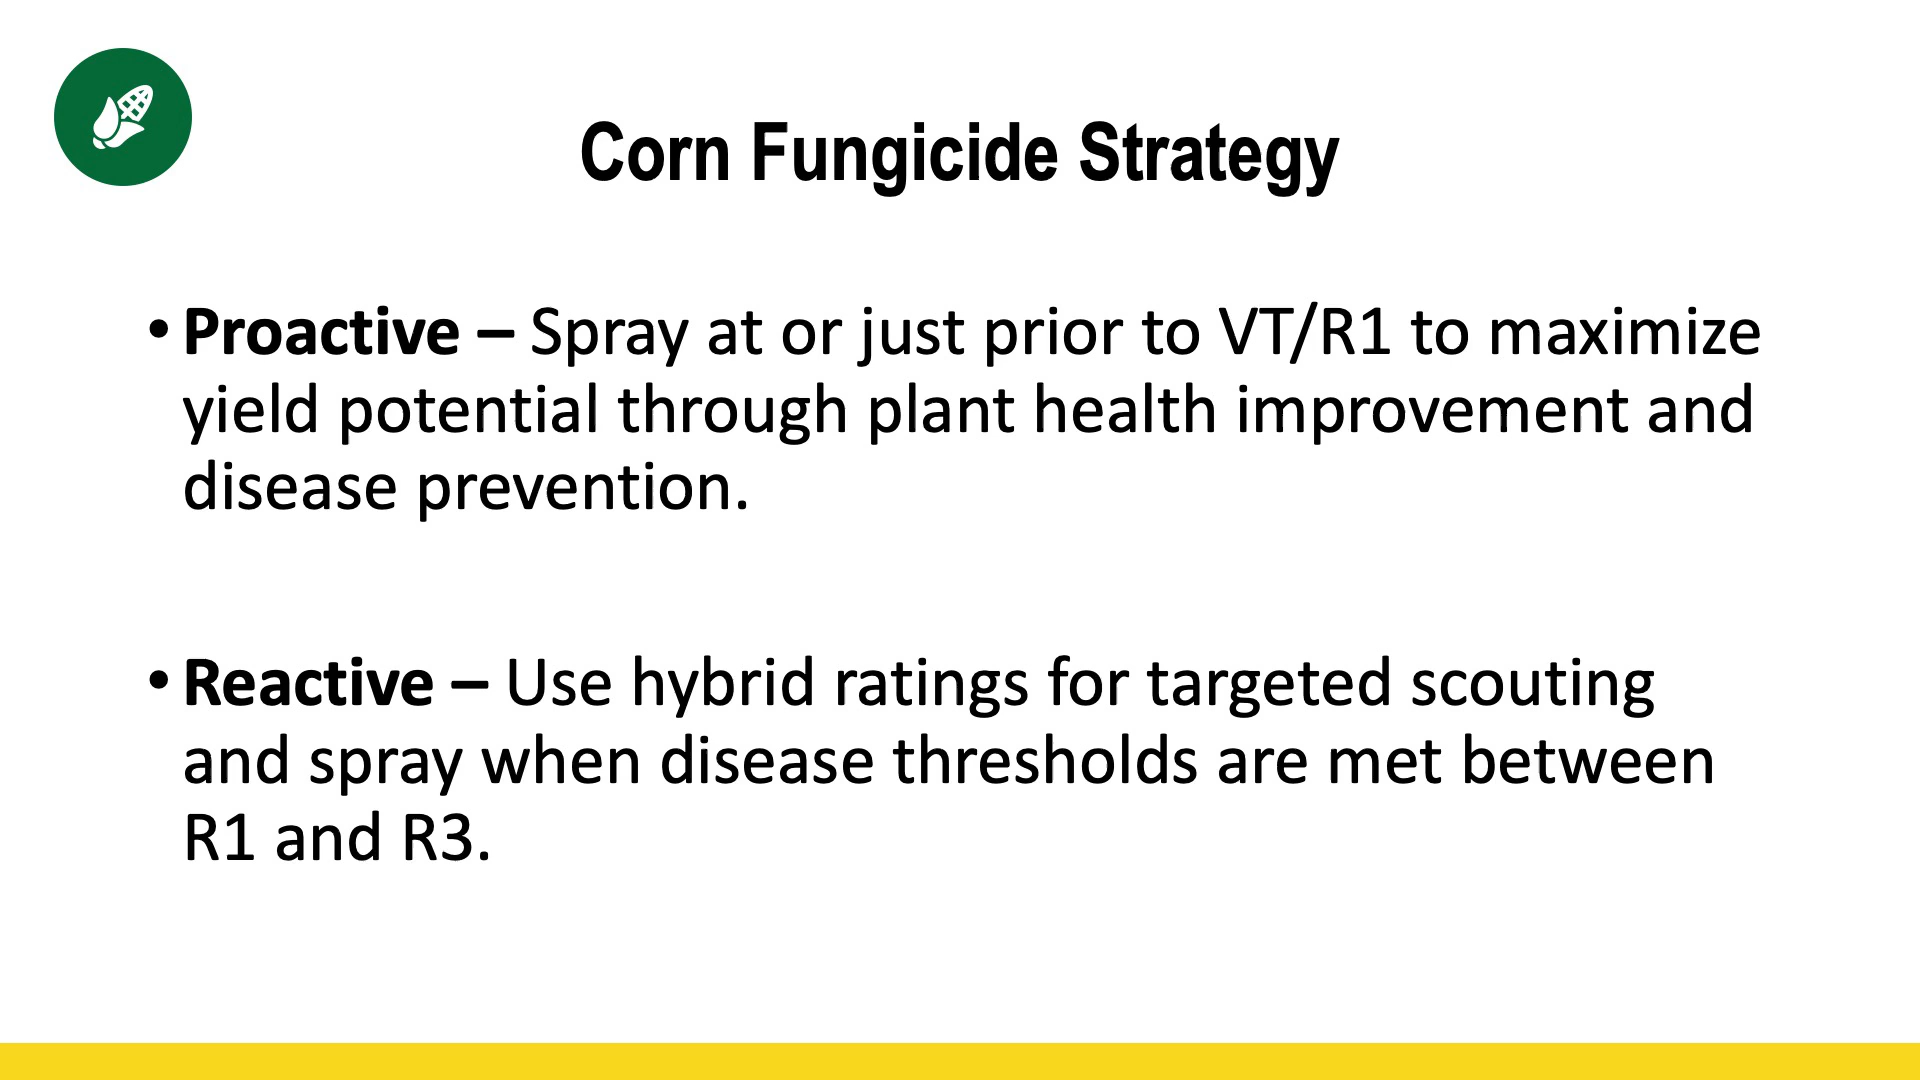 Corn Fungicide Strategy
• Proactive – Spray at or just prior to VT/R1 to maximize
yield potential through plant health improvement and
disease prevention.
• Reactive – Use hybrid ratings for targeted scouting
and spray when disease thresholds are met between
R1 and R3.